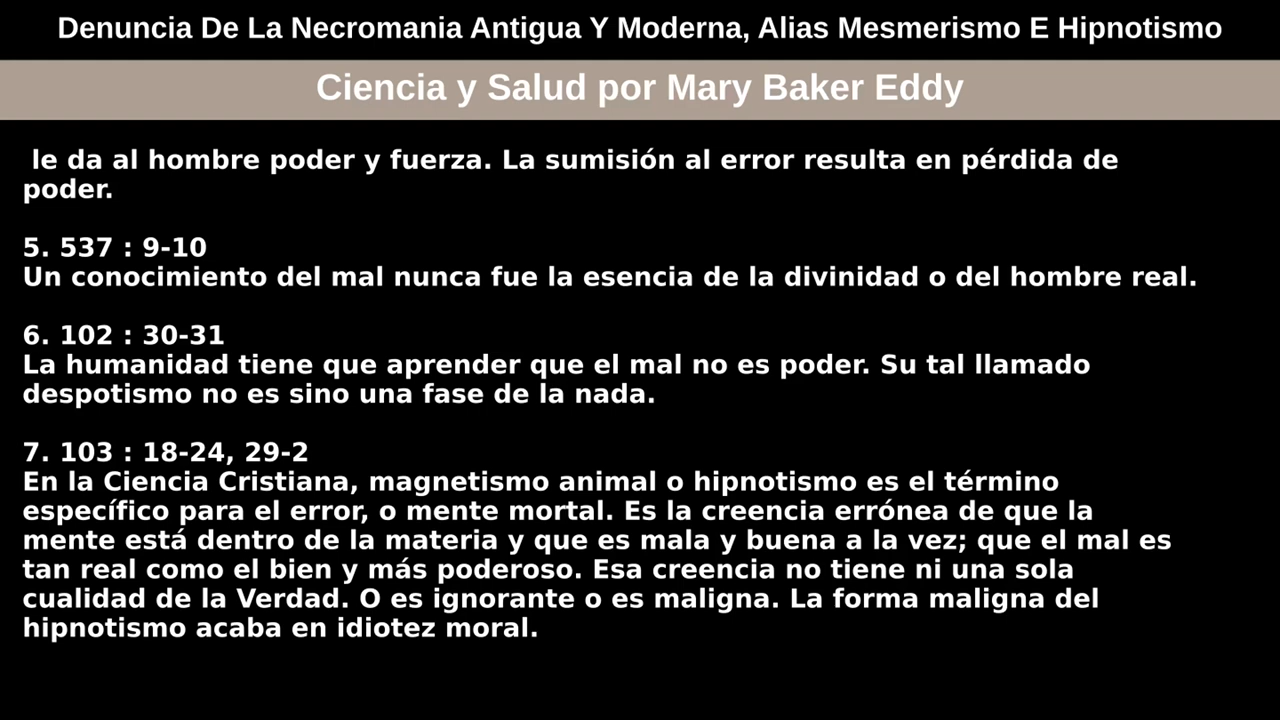 Denuncia De La Necromania Antigua Y Moderna, Alias Mesmerismo E Hipnotismo
Ciencia y Salud por Mary Baker Eddy
le da al hombre poder y fuerza. La sumisión al error resulta en pérdida de
poder.
5. 537 : 9-10
Un conocimiento del mal nunca fue la esencia de la divinidad o del hombre real.
6. 102 : 30-31
La humanidad tiene que aprender que el mal no es poder. Su tal llamado
despotismo no es sino una fase de la nada.
7. 103 : 18-24, 29-2
En la Ciencia Cristiana, magnetismo animal o hipnotismo es el término
específico para el error, o mente mortal. Es la creencia errónea de que la
mente está dentro de la materia y que es mala y buena a la vez; que el mal es
tan real como el bien y más poderoso. Esa creencia no tiene ni una sola
cualidad de la Verdad. O es ignorante o es maligna. La forma maligna del
hipnotismo acaba en idiotez moral.